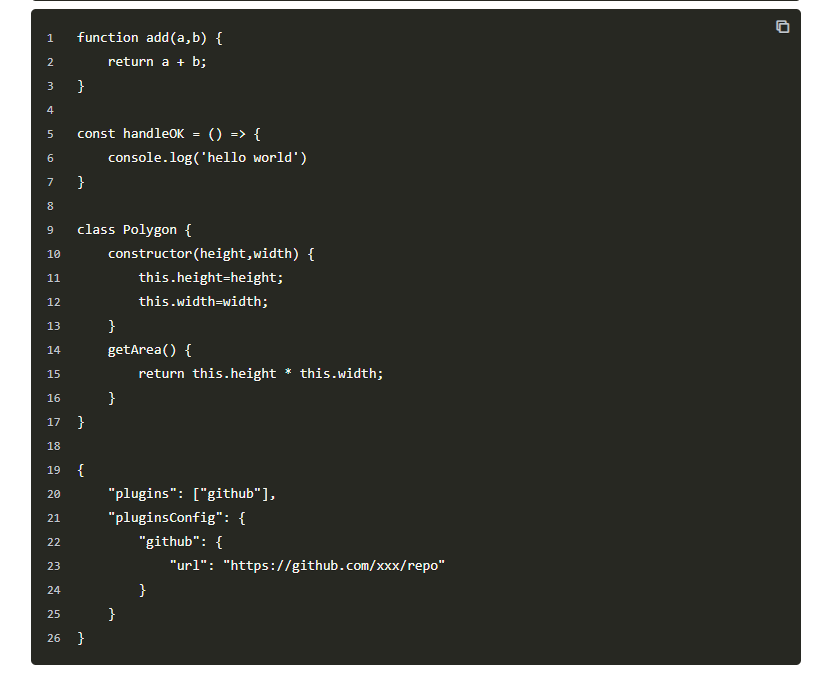 1 function add(a,b) {
2     return a + b;
3 }
4
5 const handleOK = () => {
6     console.log('hello world')
7 }
8
9 class Polygon {
10     constructor(height,width) {
11         this.height=height;
12         this.width=width;
13     }
14     getArea() {
15         return this.height * this.width;
16     }
17 }
18
19 {
20     "plugins": ["github"],
21     "pluginsConfig": {
22         "github": {
23             "url": "https://github.com/xxx/repo"
24         }
25     }
26 }